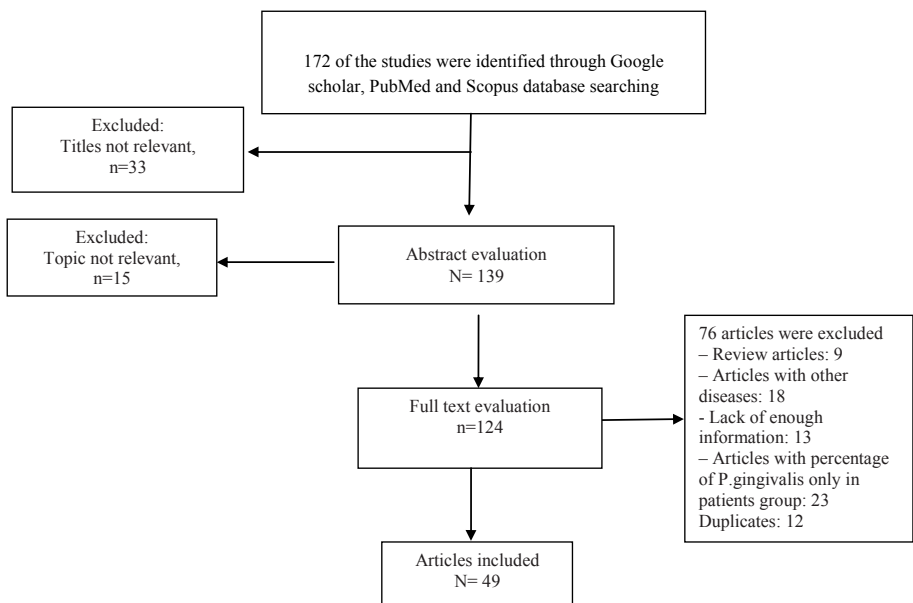 172 of the studies were identified through Google
scholar, PubMed and Scopus database searching
Excluded:
Titles not relevant,
n=33
Excluded:
Topic not relevant,
n=15
Abstract evaluation
N= 139
76 articles were excluded
– Review articles: 9
– Articles with other
diseases: 18
- Lack of enough
information: 13
– Articles with percentage
of P.gingivalis only in
patients group: 23
Duplicates: 12
Full text evaluation
n=124
Articles included
N= 49